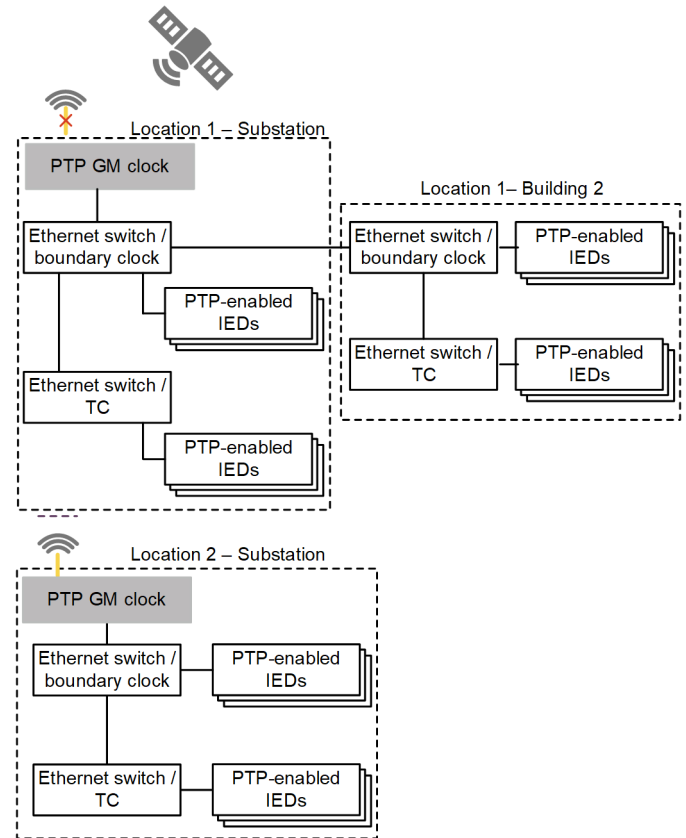 Location 1 – Substation
PTP GM clock
Ethernet switch /
boundary clock
PTP-enabled
IEDs
Ethernet switch /
TC
PTP-enabled
IEDs
Location 1– Building 2
Ethernet switch /
boundary clock
PTP-enabled
IEDs
Ethernet switch /
TC
PTP-enabled
IEDs
Location 2 – Substation
PTP GM clock
Ethernet switch /
boundary clock
PTP-enabled
IEDs
Ethernet switch /
TC
PTP-enabled
IEDs